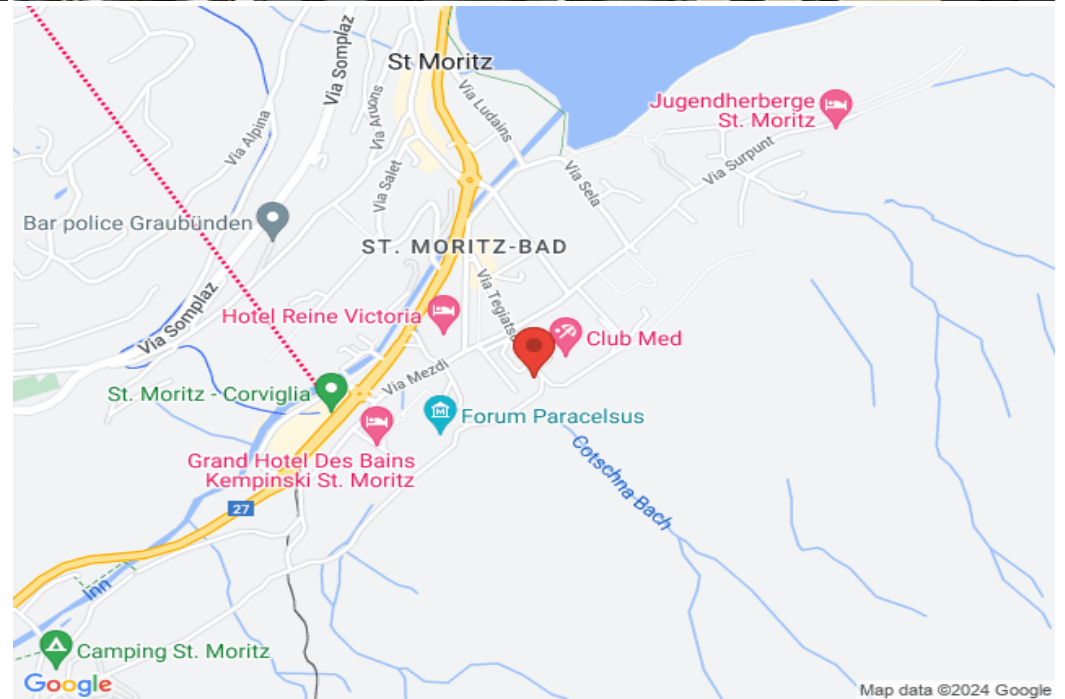 St Moritz
Via Somplaz
Via Aruons
Via Ludains
Via Alpina
Jugendherberge
St. Moritz
Via Surpunt
Via Salet
Via Sela
Bar police Graubünden
ST. MORITZ-BAD
Via Tegiatscha
Via Somplaz
Hotel Reine Victoria
Club Med
Via Mezdi
St. Moritz - Corviglia
Forum Paracelsus
Grand Hotel Des Bains
Kempinski St. Moritz
Cotschna Bach
27
Inn
Camping St. Moritz
Google
Map data ©2024 Google